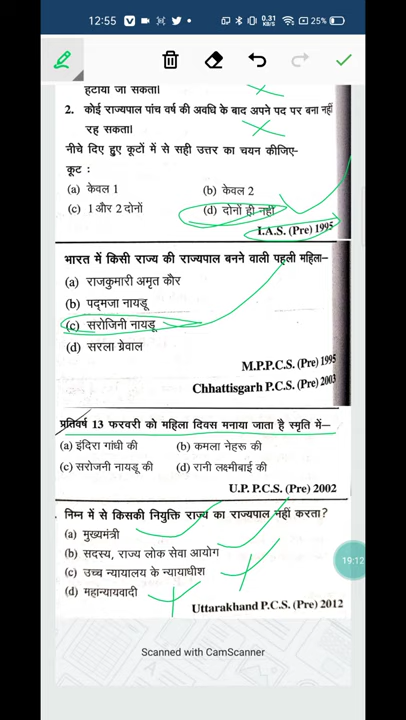 12:55
0.31 KB/S
25%
हटाया जा सकता।
2. कोई राज्यपाल पांच वर्ष की अवधि के बाद अपने पद पर बना नहीं
रह सकता।
नीचे दिए हुए कूटों में से सही उत्तर का चयन कीजिए-
कूट :
(a) केवल 1 (b) केवल 2
(c) 1 और 2 दोनों (d) दोनों ही नहीं
I.A.S. (Pre) 1995
भारत में किसी राज्य की राज्यपाल बनने वाली पहली महिला-
(a) राजकुमारी अमृत कौर
(b) पद्मजा नायडू
(c) सरोजिनी नायडू
(d) सरला ग्रेवाल
M.P.P.C.S. (Pre) 1995
Chhattisgarh P.C.S. (Pre) 2003
प्रतिवर्ष 13 फरवरी को महिला दिवस मनाया जाता है स्मृति में-
(a) इंदिरा गांधी की (b) कमला नेहरू की
(c) सरोजनी नायडू की (d) रानी लक्ष्मीबाई की
U.P. P.C.S. (Pre) 2002
. निम्न में से किसकी नियुक्ति राज्य का राज्यपाल नहीं करता?
(a) मुख्यमंत्री
(b) सदस्य, राज्य लोक सेवा आयोग
(c) उच्च न्यायालय के न्यायाधीश
19:12
(d) महान्यायवादी
Uttarakhand P.C.S. (Pre) 2012
Scanned with CamScanner